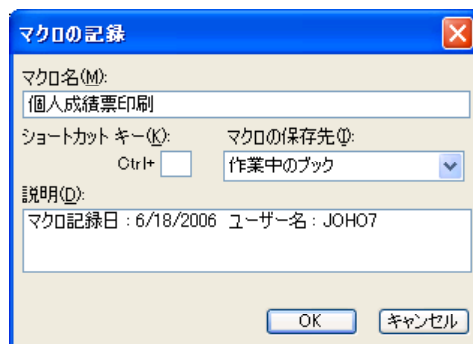 マクロの記録
マクロ名(M):
個人成績票印刷
ショートカット キー(K): マクロの保存先(I):
Ctrl+ 作業中のブック
説明(D):
マクロ記録日 : 6/18/2006 ユーザー名 : JOHO7
OK キャンセル